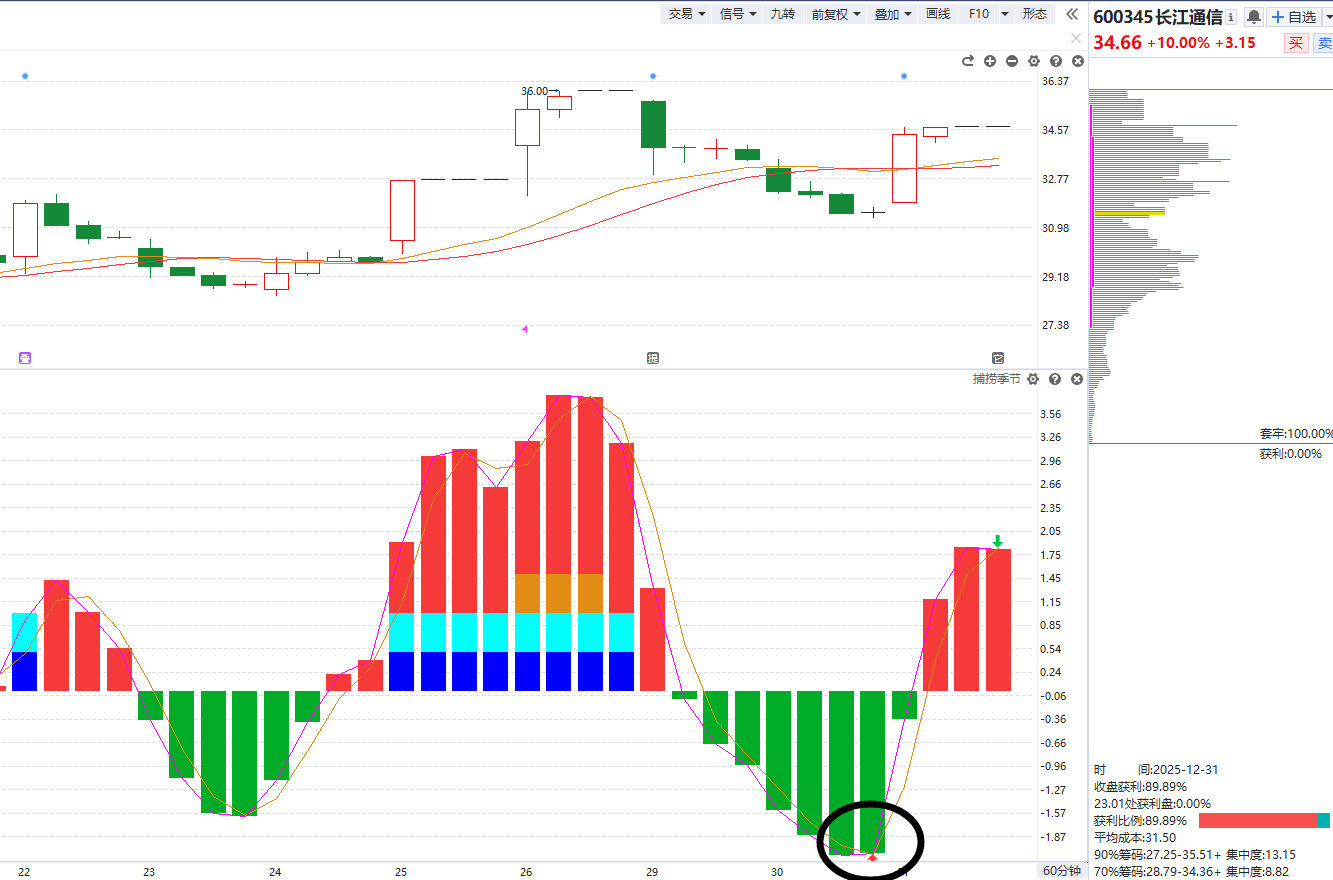 交易 信号 九转 前复权 叠加 画线 F10 形态
600345长江通信 自选
34.66 +10.00% +3.15 买 卖
36.37
36.00
34.57
32.77
30.98
29.18
27.38
提 它
捕捞季节
3.56
3.26
2.96
2.66
2.35
2.05
1.75
1.45
1.15
0.85
0.54
0.24
-0.06
-0.36
-0.66
-0.96
-1.27
-1.57
-1.87
22 23 24 25 26 29 30 60分钟
套牢:100.00%
获利:0.00%
时 间:2025-12-31
收盘获利:89.89%
23.01处获利盘:0.00%
获利比例:89.89%
平均成本:31.50
90%筹码:27.25-35.51+ 集中度:13.15
70%筹码:28.79-34.36+ 集中度:8.82